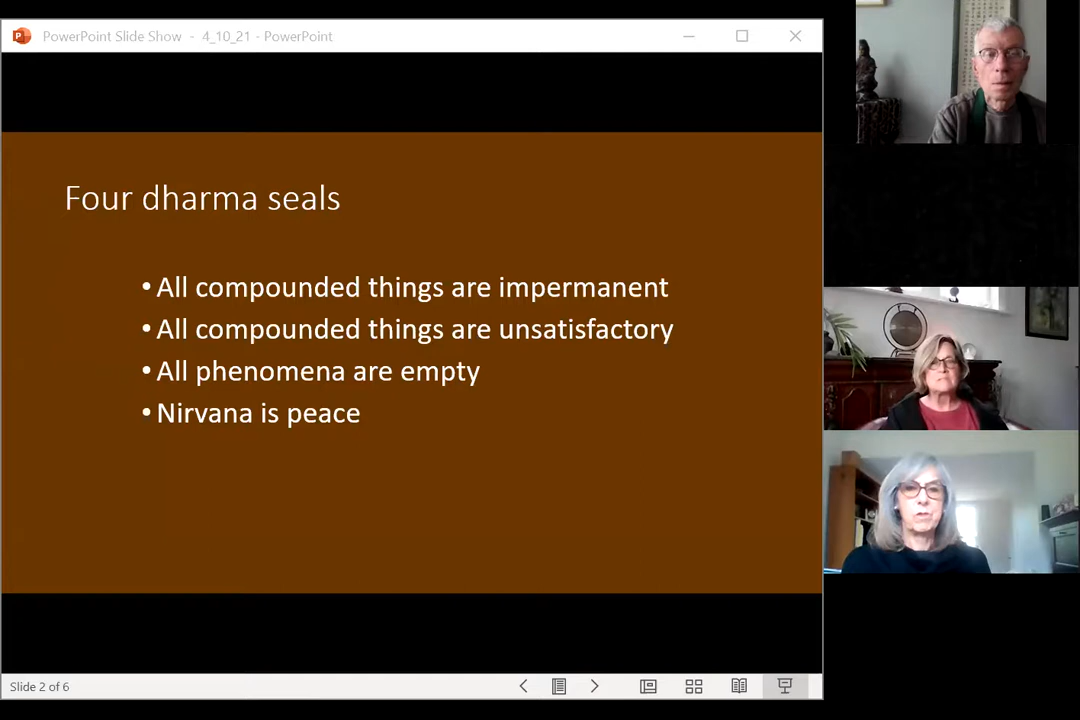 PowerPoint Slide Show - 4_10_21 - PowerPoint
Four dharma seals
• All compounded things are impermanent
• All compounded things are unsatisfactory
• All phenomena are empty
• Nirvana is peace
Slide 2 of 6